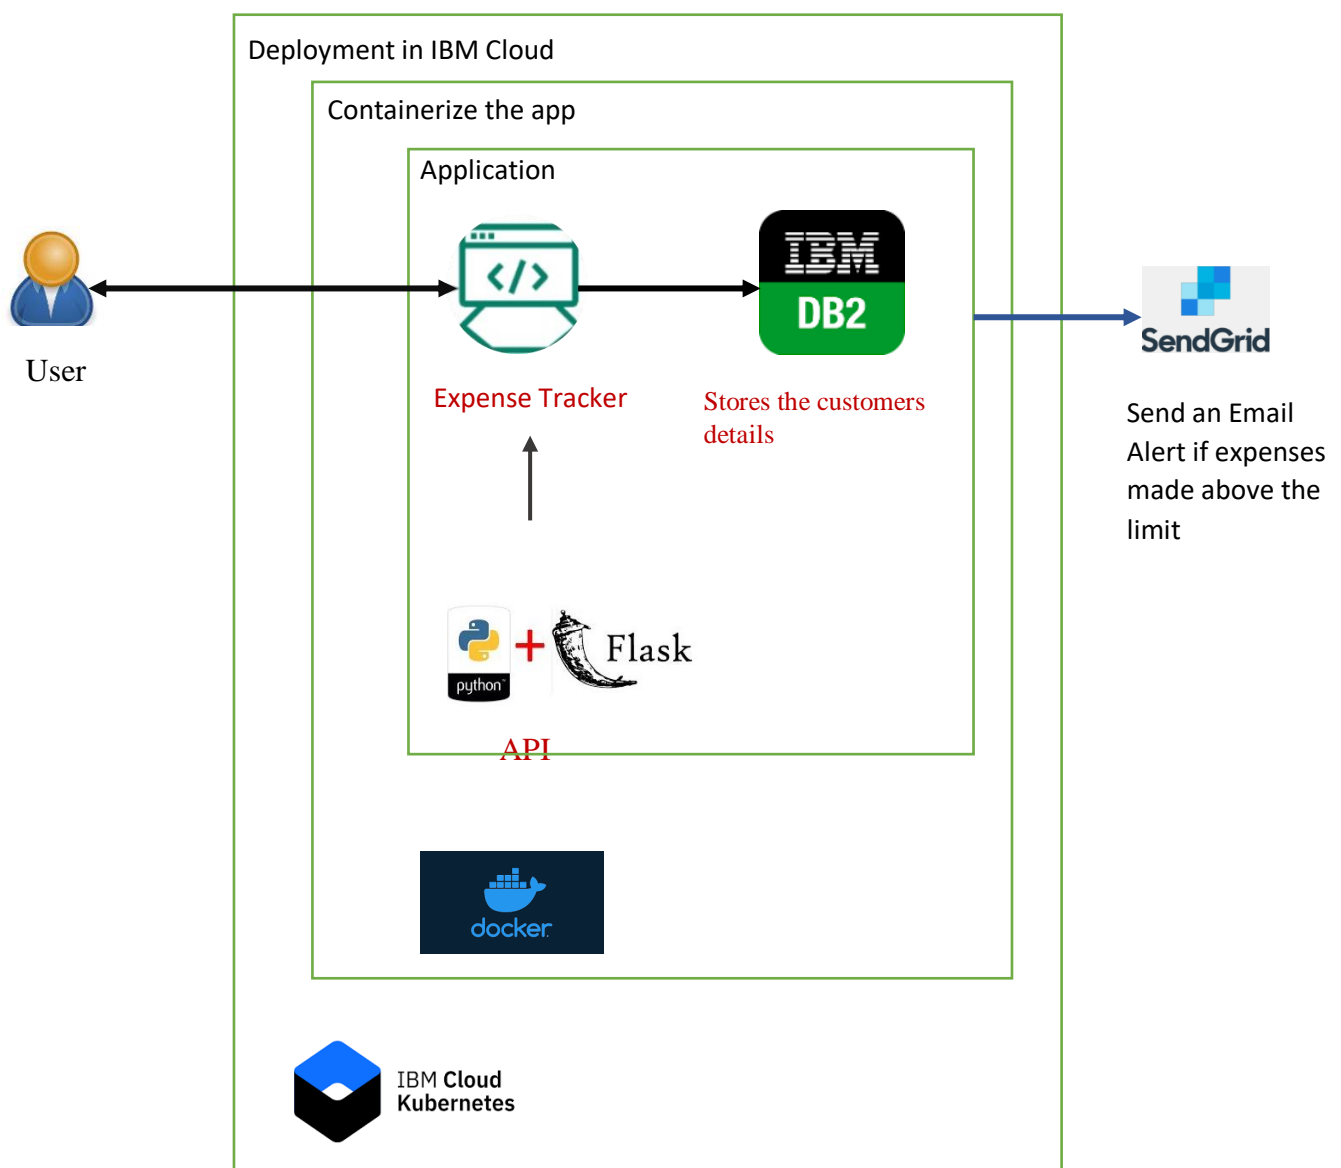 Deployment in IBM Cloud
Containerize the app
Application
IBM
DB2
SendGrid
User
Expense Tracker
Stores the customers
details
Send an Email
Alert if expenses
made above the
limit
python
+
Flask
API
docker
IBM Cloud
Kubernetes